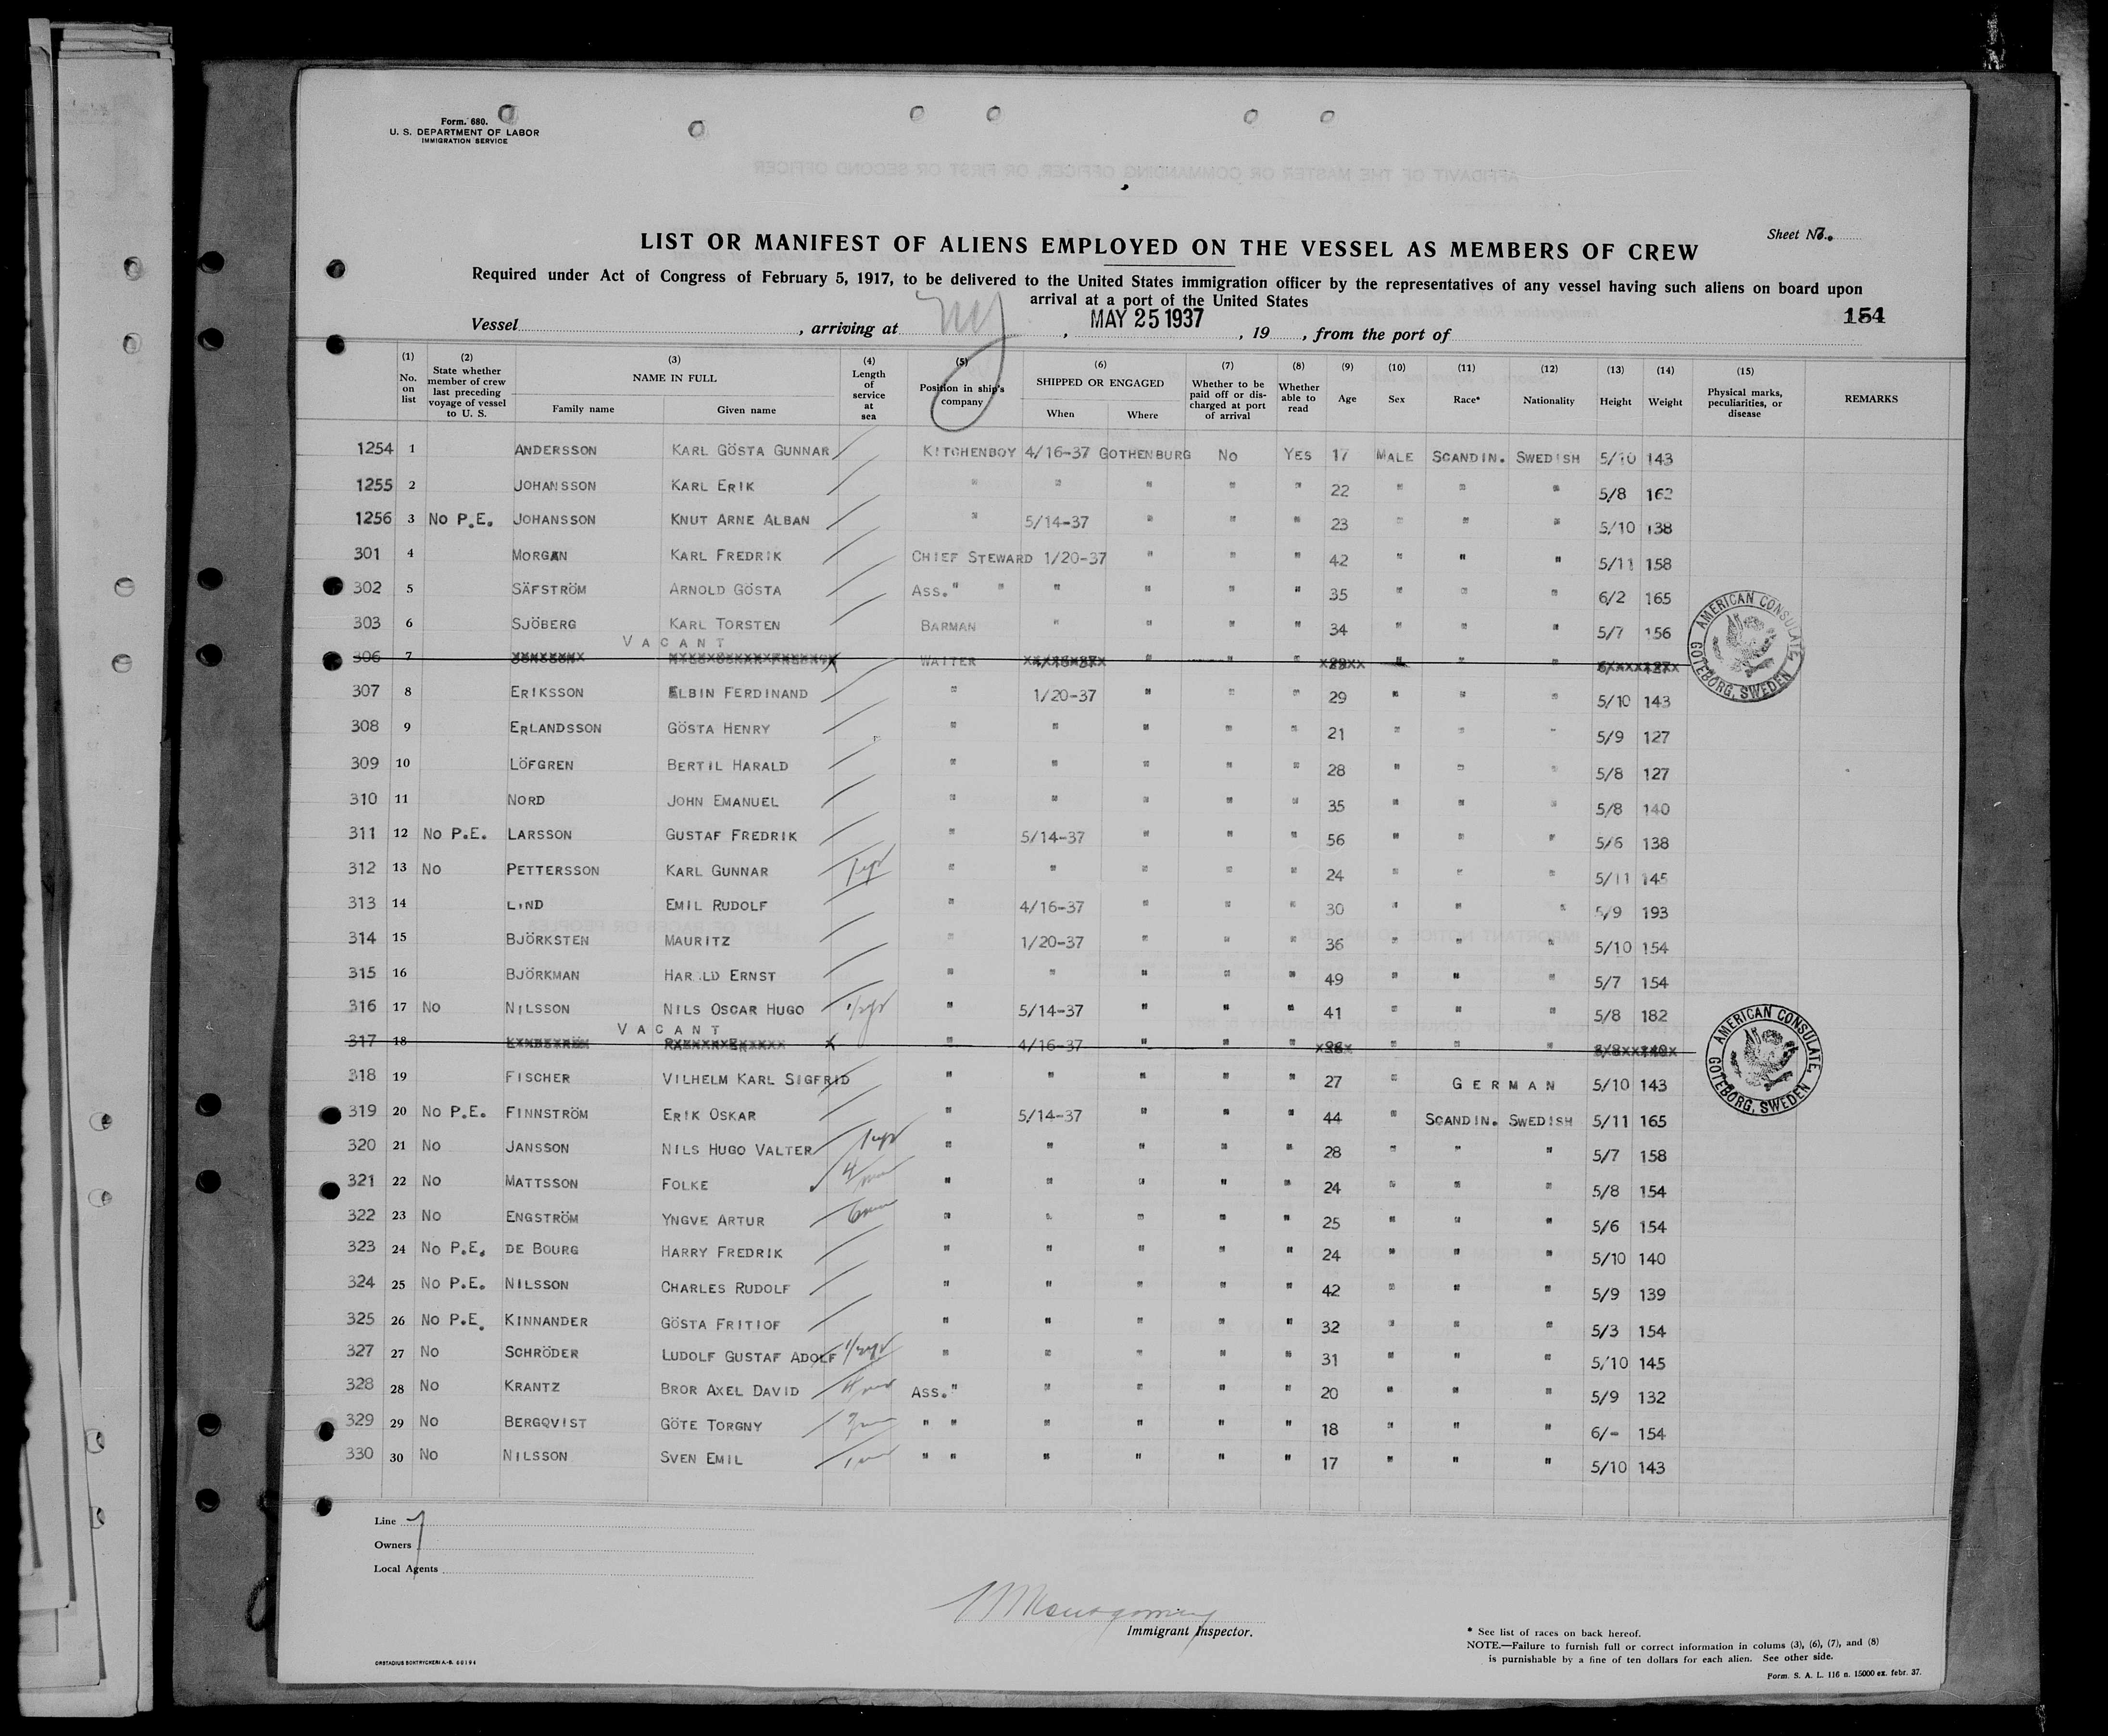 Form. 680.
U. S. DEPARTMENT OF LABOR
IMMIGRATION SERVICE
Sheet No. 7.
LIST OR MANIFEST OF ALIENS EMPLOYED ON THE VESSEL AS MEMBERS OF CREW
Required under Act of Congress of February 5, 1917, to be delivered to the United States immigration officer by the representatives of any vessel having such aliens on board upon
arrival at a port of the United States
Vessel , arriving at NY , MAY 25 1937 , 19 , from the port of 154
(1) No. on list (2) State whether member of crew last preceding voyage of vessel to U. S. (3) NAME IN FULL Family name Given name (4) Length of service at sea (5) Position in ship's company (6) SHIPPED OR ENGAGED When Where (7) Whether to be paid off or discharged at port of arrival (8) Whether able to read (9) Age (10) Sex (11) Race* (12) Nationality (13) Height (14) Weight (15) Physical marks, peculiarities, or disease REMARKS
1254 1 ANDERSSON KARL GÖSTA GUNNAR KITCHENBOY 4/16-37 GOTHENBURG No YES 17 MALE SCANDIN. SWEDISH 5/10 143
1255 2 JOHANSSON KARL ERIK " " " " " 22 " " " 5/8 162
1256 3 No P.E. JOHANSSON KNUT ARNE ALBAN " 5/14-37 " " " 23 " " " 5/10 138
301 4 MORGAN KARL FREDRIK CHIEF STEWARD 1/20-37 " " " 42 " " " 5/11 158
302 5 SÄFSTRÖM ARNOLD GÖSTA Ass. " " " " " " 35 " " " 6/2 165
303 6 SJÖBERG KARL TORSTEN BARMAN " " " " 34 " " " 5/7 156
VACANT
306 7 WAITER " " " " "
307 8 ERIKSSON ELBIN FERDINAND " 1/20-37 " " " 29 " " " 5/10 143
308 9 ERLANDSSON GÖSTA HENRY " " " " " 21 " " " 5/9 127
309 10 LÖFGREN BERTIL HARALD " " " " " 28 " " " 5/8 127
310 11 NORD JOHN EMANUEL " " " " " 35 " " " 5/8 140
311 12 No P.E. LARSSON GUSTAF FREDRIK " 5/14-37 " " " 56 " " " 5/6 138
312 13 No PETTERSSON KARL GUNNAR 1 yr " " " " " 24 " " " 5/11 145
313 14 LIND EMIL RUDOLF " 4/16-37 " " " 30 " " " 5/9 193
314 15 BJÖRKSTEN MAURITZ " 1/20-37 " " " 36 " " " 5/10 154
315 16 BJÖRKMAN HARALD ERNST " " " " " 49 " " " 5/7 154
316 17 No NILSSON NILS OSCAR HUGO 1/2 yr " 5/14-37 " " " 41 " " " 5/8 182
VACANT
317 18 " 4/16-37 " " " " " "
318 19 FISCHER VILHELM KARL SIGFRID " " " " " 27 " GERMAN 5/10 143
319 20 No P.E. FINNSTRÖM ERIK OSKAR " 5/14-37 " " " 44 " SCANDIN. SWEDISH 5/11 165
320 21 No JANSSON NILS HUGO VALTER 1 yr " " " " " 28 " " " 5/7 158
321 22 No MATTSSON FOLKE 4 " " " " " 24 " " " 5/8 154
322 23 No ENGSTRÖM YNGVE ARTUR 6 " " " " " 25 " " " 5/6 154
323 24 No P.E. DE BOURG HARRY FREDRIK " " " " " 24 " " " 5/10 140
324 25 No P.E. NILSSON CHARLES RUDOLF " " " " " 42 " " " 5/9 139
325 26 No P.E. KINNANDER GÖSTA FRITIOF " " " " " 32 " " " 5/3 154
327 27 No SCHRÖDER LUDOLF GUSTAF ADOLF 1/2 yr " " " " " 31 " " " 5/10 145
328 28 No KRANTZ BROR AXEL DAVID Ass. " " " " " 20 " " " 5/9 132
329 29 No BERGQVIST GÖTE TORGNY " " " " " " 18 " " " 6/- 154
330 30 No NILSSON SVEN EMIL " " " " " " 17 " " " 5/10 143
AMERICAN CONSULATE, GOTEBORG, SWEDEN
AMERICAN CONSULATE, GOTEBORG, SWEDEN
Line
Owners
Local Agents
Montgomery
Immigrant Inspector.
* See list of races on back hereof.
NOTE.—Failure to furnish full or correct information in colums (3), (6), (7), and (8)
is punishable by a fine of ten dollars for each alien. See other side.
Form. S. A. L. 116 n. 15000 ex. febr. 37.
ORSTADIUS BOKTRYCKERI A.-B. 60194